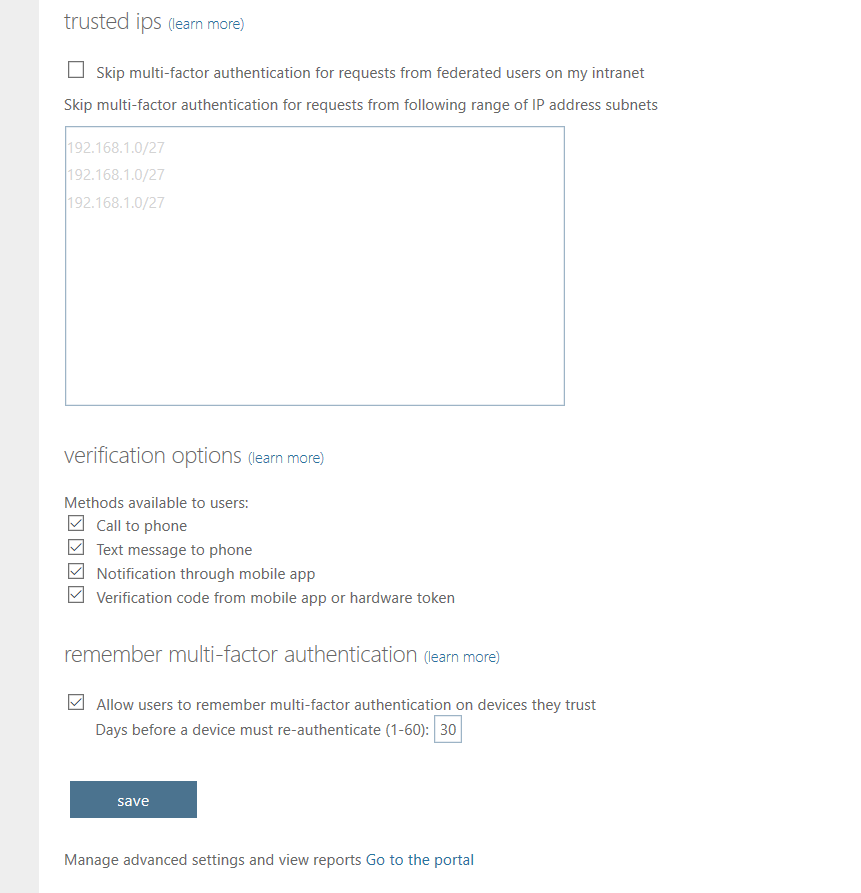 trusted ips (learn more)
Skip multi-factor authentication for requests from federated users on my intranet
Skip multi-factor authentication for requests from following range of IP address subnets
192.168.1.0/27
192.168.1.0/27
192.168.1.0/27
verification options (learn more)
Methods available to users:
Call to phone
Text message to phone
Notification through mobile app
Verification code from mobile app or hardware token
remember multi-factor authentication (learn more)
Allow users to remember multi-factor authentication on devices they trust
Days before a device must re-authenticate (1-60): 30
save
Manage advanced settings and view reports Go to the portal